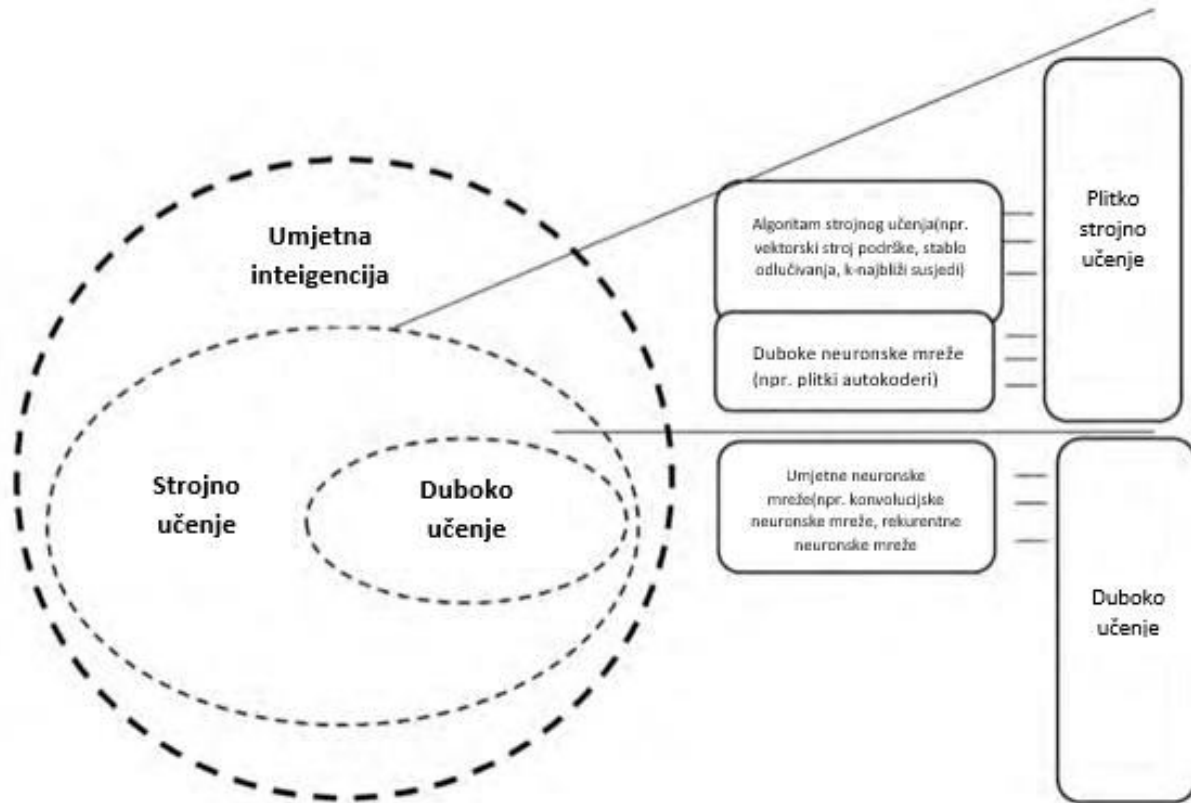 Umjetna
inteigencija
Strojno
učenje
Duboko
učenje
Algoritam strojnog učenja(npr.
vektorski stroj podrške, stablo
odlučivanja, k-najbliži susjedi)
Duboke neuronske mreže
(npr. plitki autokoderi)
Umjetne neuronske
mreže(npr. konvolucijske
neuronske mreže, rekurentne
neuronske mreže
Plitko
strojno
učenje
Duboko
učenje